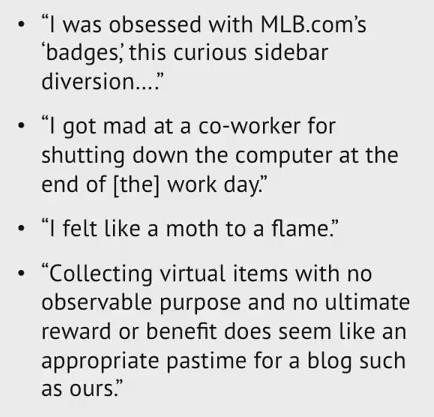 • “I was obsessed with MLB.com’s
‘badges,’ this curious sidebar
diversion….”
• “I got mad at a co-worker for
shutting down the computer at the
end of [the] work day.”
• “I felt like a moth to a flame.”
• “Collecting virtual items with no
observable purpose and no ultimate
reward or benefit does seem like an
appropriate pastime for a blog such
as ours.”